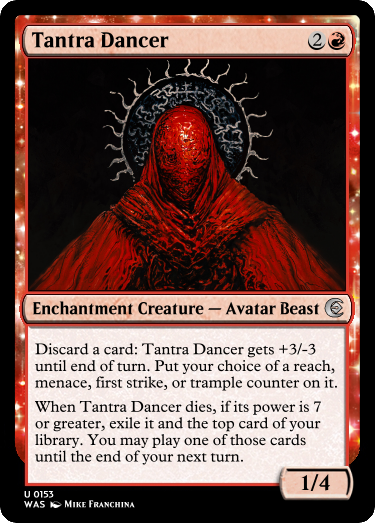 Tantra Dancer 2
Enchantment Creature — Avatar Beast
Discard a card: Tantra Dancer gets +3/-3
until end of turn. Put your choice of a reach,
menace, first strike, or trample counter on it.
When Tantra Dancer dies, if its power is 7
or greater, exile it and the top card of your
library. You may play one of those cards
until the end of your next turn.
1/4
U 0153
WAS Mike Franchina